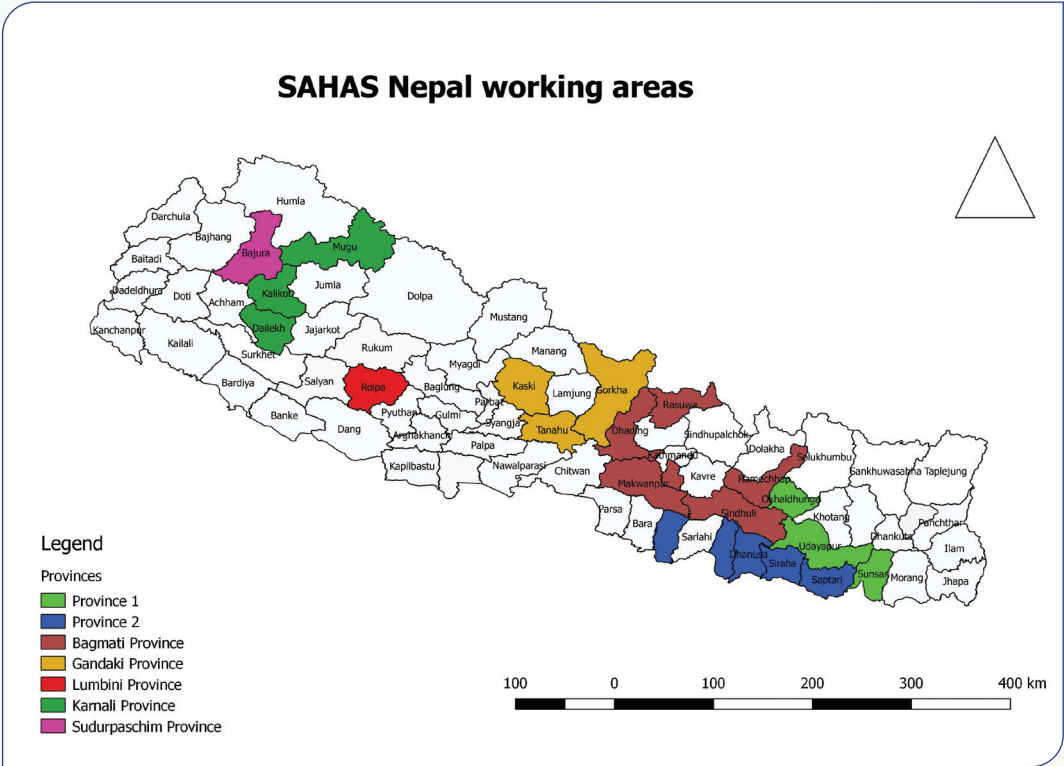 SAHAS Nepal working areas
Humla
Darchula
Bajhang
Mugu
Bajura
Baitadi
Jumla
Dadeldhura
Doti
Achham
Kalikot
Dolpa
Mustang
Kanchanpur
Kailali
Dailekh
Jajarkot
Rukum
Manang
Surkhet
Myagdi
Bardiya
Salyan
Rolpa
Baglung
Kaski
Lamjung
Gorkha
Parbat
Rasuwa
Banke
Pyuthan
Gulmi
Syangja
Dang
Arghakhanchi
Tanahu
Dhading
Sindhupalchok
Palpa
Kathmandu
Dolakha
Solukhumbu
Kapilbastu
Nawalparasi
Chitwan
Makwanpur
Kavre
Ramechhap
Sankhuwasabha
Taplejung
Okhaldhunga
Parsa
Bara
Sindhuli
Khotang
Panchthar
Sarlahi
Dhankuta
Udayapur
Ilam
Dhanusa
Siraha
Saptari
Sunsari
Morang
Jhapa
Legend
Provinces
Province 1
Province 2
Bagmati Province
Gandaki Province
Lumbini Province
Karnali Province
Sudurpaschim Province
100 0 100 200 300 400 km